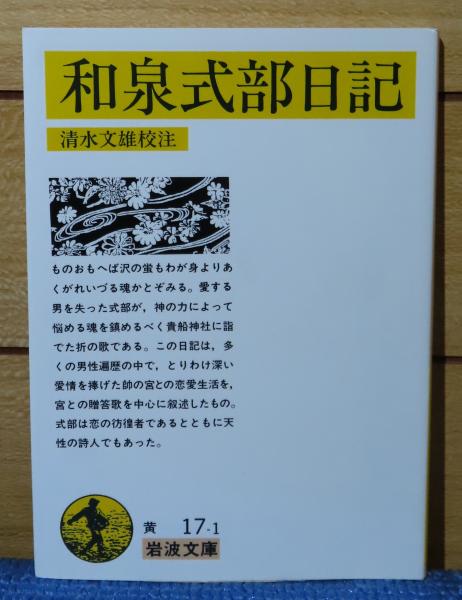 和泉式部日記
清水文雄校注
ものおもへば沢の蛍もわが身よりあ
くがれいづる魂かとぞみる。愛する
男を失った式部が，神の力によって
悩める魂を鎮めるべく貴船神社に詣
でた折の歌である。この日記は，多
くの男性遍歴の中で，とりわけ深い
愛情を捧げた帥の宮との恋愛生活を，
宮との贈答歌を中心に叙述したもの。
式部は恋の彷徨者であるとともに天
性の詩人でもあった。
黄 17-1
岩波文庫